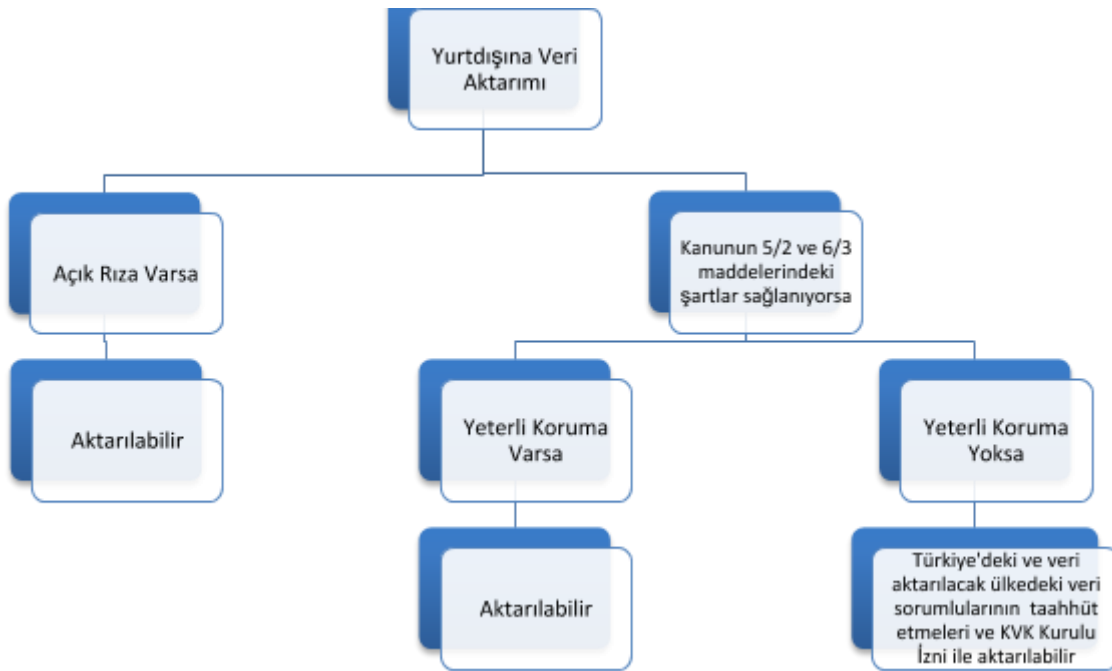 Yurtdışına Veri
Aktarımı
Açık Rıza Varsa
Kanunun 5/2 ve 6/3
maddelerindeki
şartlar sağlanıyorsa
Aktarılabilir
Yeterli Koruma
Varsa
Yeterli Koruma
Yoksa
Aktarılabilir
Türkiye'deki ve veri
aktarılacak ülkedeki veri
sorumlularının taahhüt
etmeleri ve KVK Kurulu
İzni ile aktarılabilir